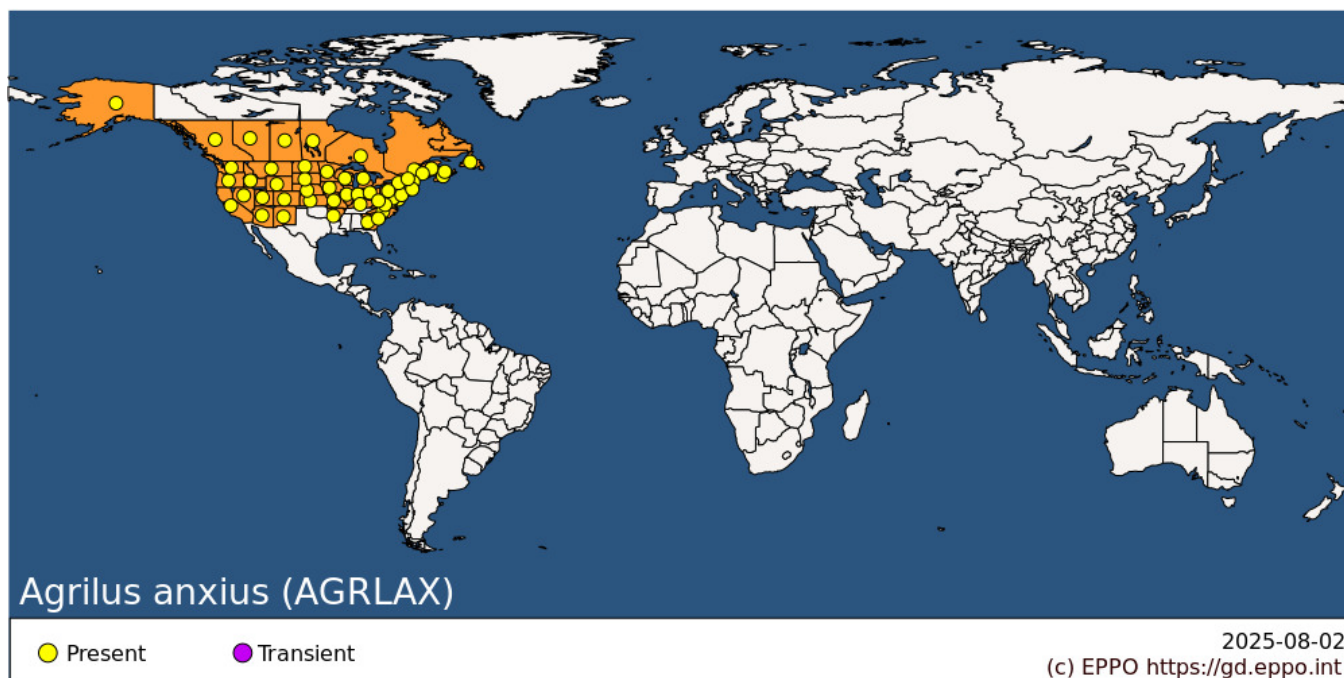 Agrilus anxius (AGRLAX)
Present
Transient
2025-08-02
(c) EPPO https://gd.eppo.int